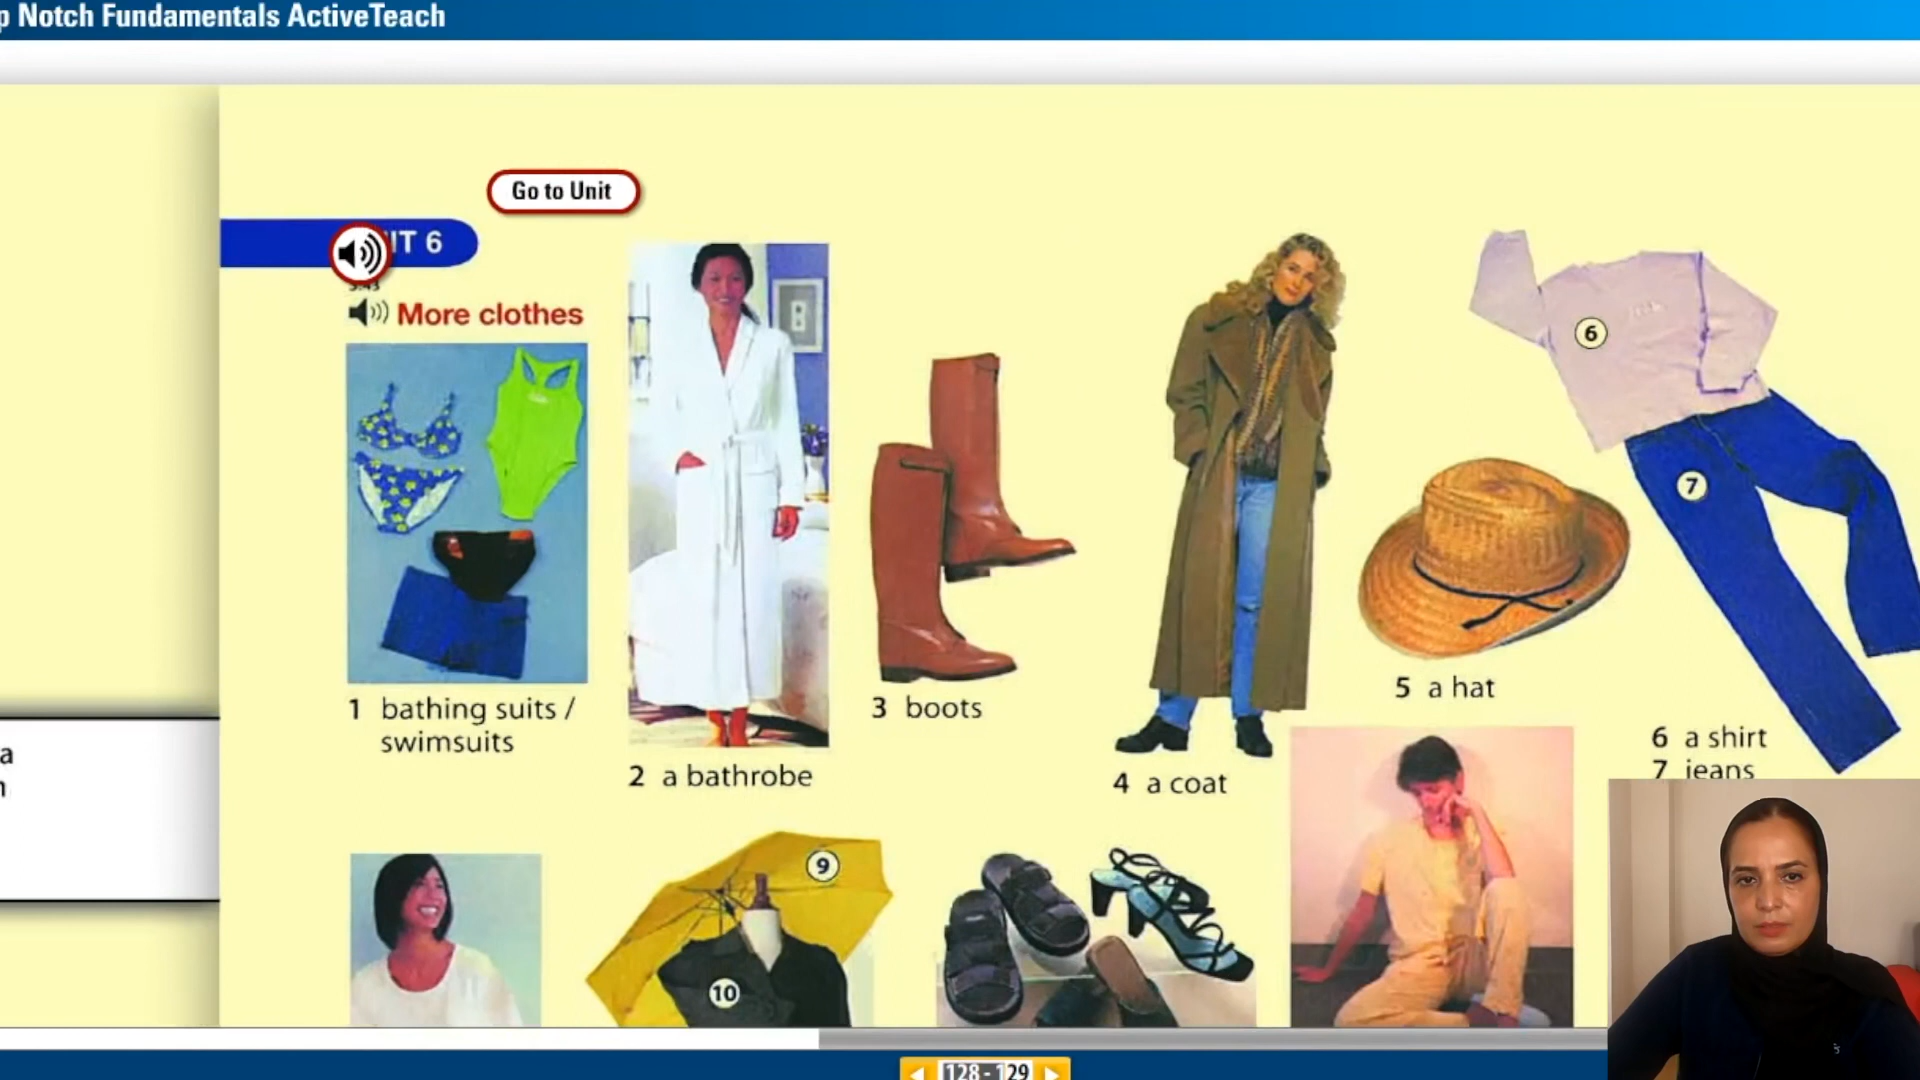 p Notch Fundamentals ActiveTeach
Go to Unit
IT 6
More clothes
6
7
1 bathing suits /
swimsuits
2 a bathrobe
3 boots
4 a coat
5 a hat
6 a shirt
7 jeans
a
9
10
128 - 129